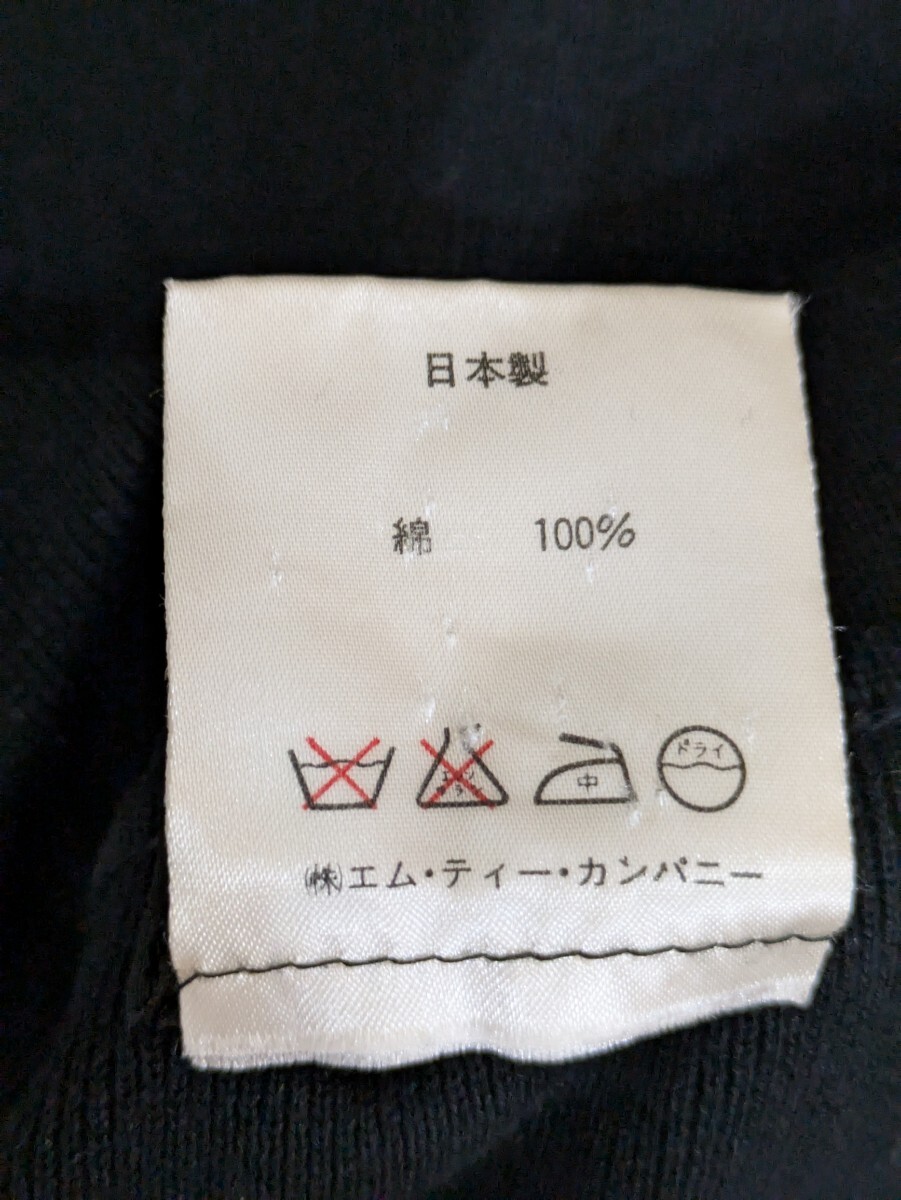 日本製
綿 100%
中 ドライ
㈱エム・ティー・カンパニー